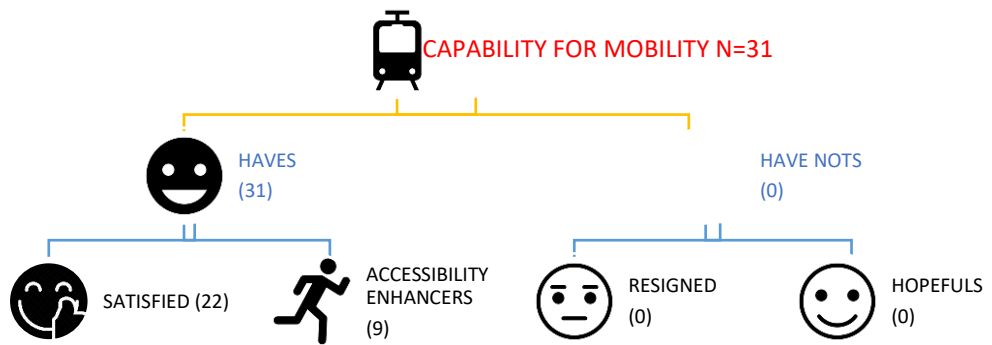 CAPABILITY FOR MOBILITY N=31
HAVES
(31)
HAVE NOTS
(0)
SATISFIED (22)
ACCESSIBILITY
ENHANCERS
(9)
RESIGNED
(0)
HOPEFULS
(0)